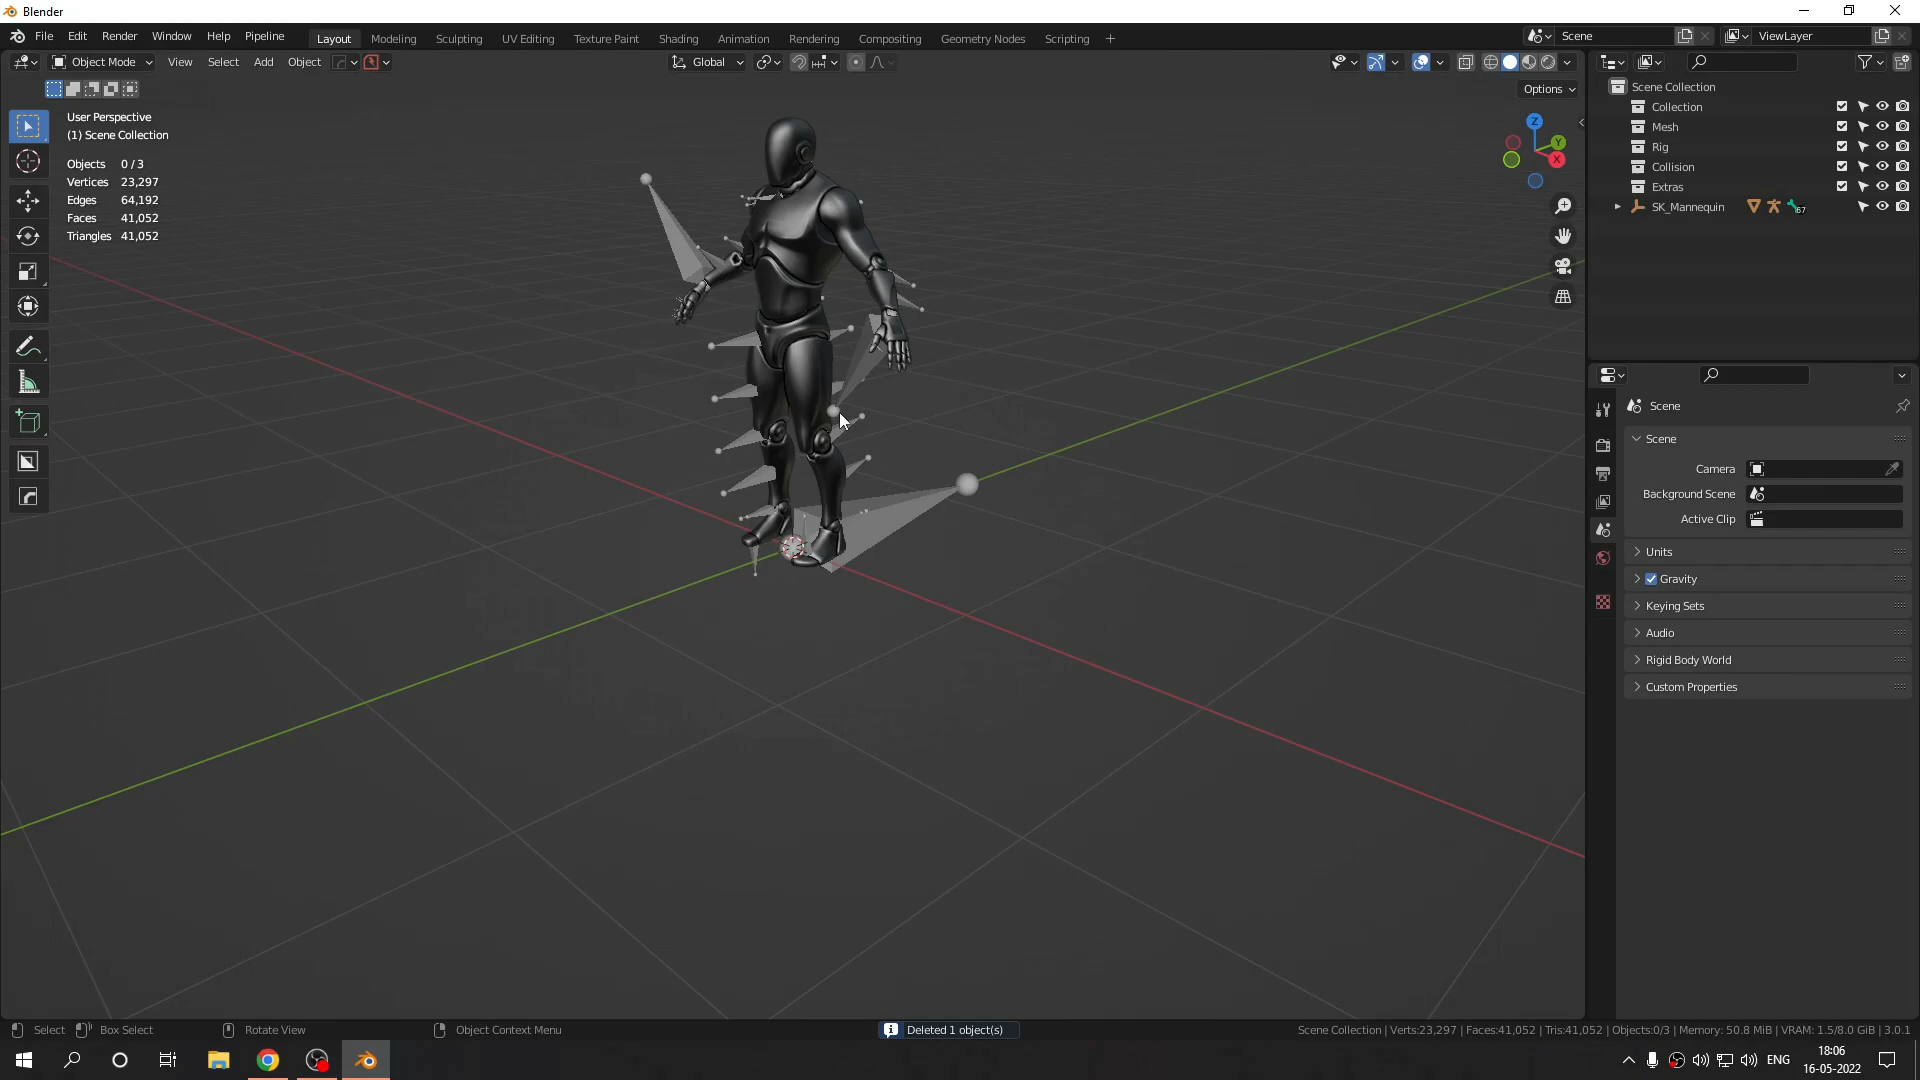 Blender
File Edit Render Window Help Pipeline Layout Modeling Sculpting UV Editing Texture Paint Shading Animation Rendering Compositing Geometry Nodes Scripting + Scene ViewLayer
Object Mode View Select Add Object Global
Options
User Perspective
(1) Scene Collection
Objects 0 / 3
Vertices 23,297
Edges 64,192
Faces 41,052
Triangles 41,052
Z
Y
X
Scene Collection
Collection
Mesh
Rig
Collision
Extras
SK_Mannequin 67
Scene
Scene
Camera
Background Scene
Active Clip
Units
Gravity
Keying Sets
Audio
Rigid Body World
Custom Properties
Select Box Select Rotate View Object Context Menu Deleted 1 object(s) Scene Collection | Verts:23,297 | Faces:41,052 | Tris:41,052 | Objects:0/3 | Memory: 50.8 MiB | VRAM: 1.5/8.0 GiB | 3.0.1
ENG
18:06
16-05-2022